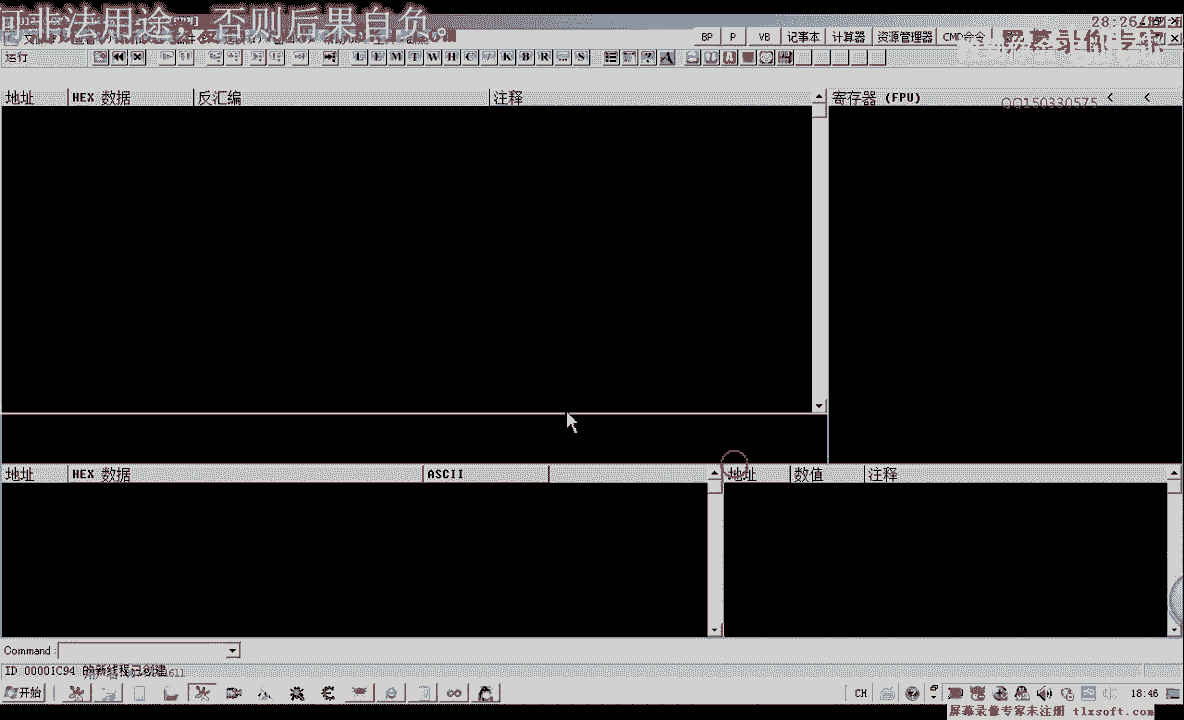 何非法用途，否则后果自负。
28:26
BP P VB 记事本 计算器 资源管理器 CMD命令
运行
L E M T W H C / K B R ... S
地址 HEX 数据 反汇编 注释 寄存器 (FPU) < <
QQ150330575
地址 HEX 数据 ASCII 地址 数值 注释
Command:
ID 00001C94 的新线程已创建
开始 CH 18:46
屏幕录像专家未注册 tlxsoft.com